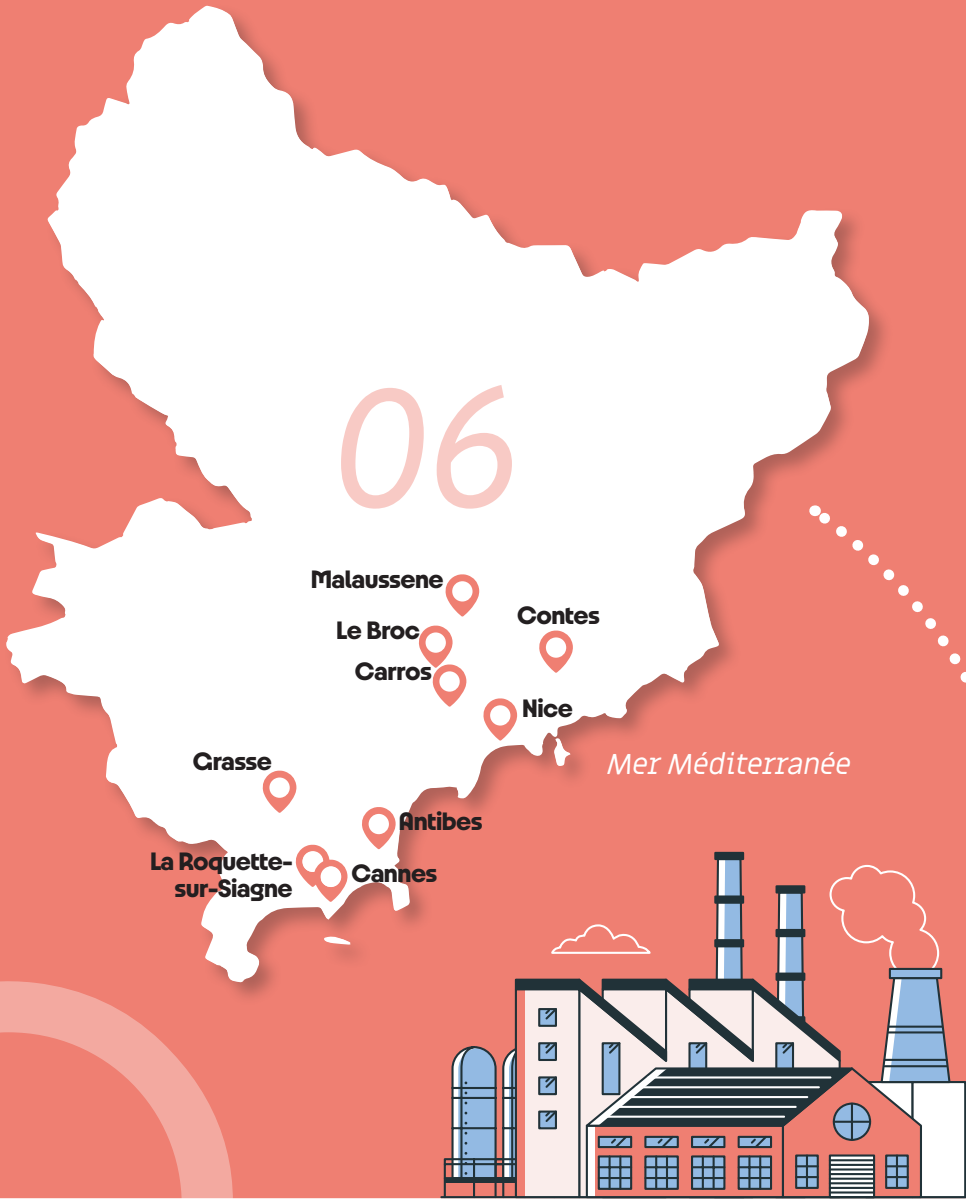 06
Malaussene
Contes
Le Broc
Carros
Nice
Mer Méditerranée
Grasse
Antibes
La Roquette-
sur-Siagne
Cannes